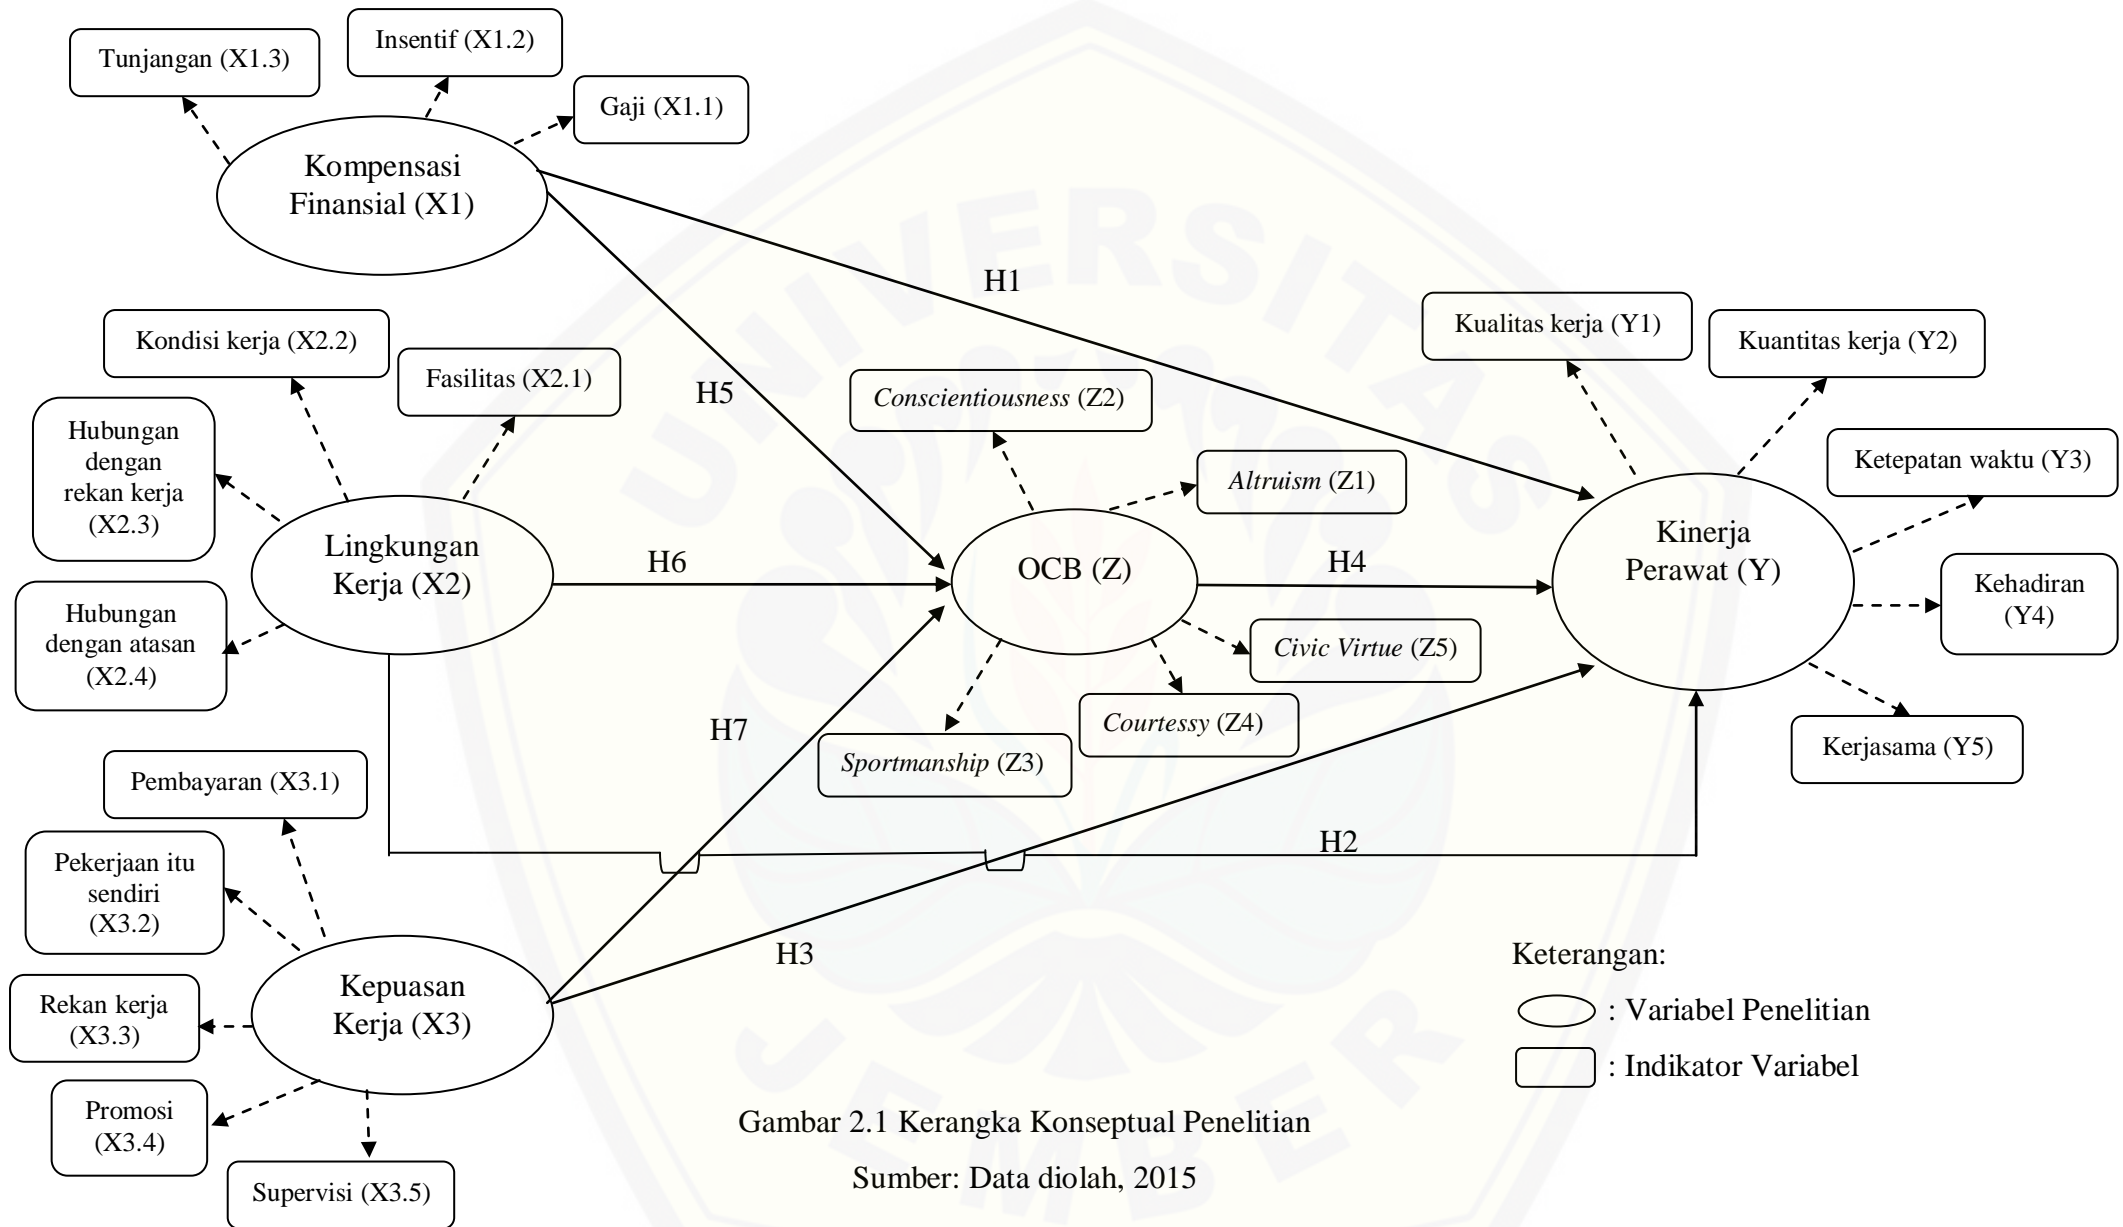 Tunjangan (X1.3)
Insentif (X1.2)
Gaji (X1.1)
Kompensasi
Finansial (X1)
H1
H5
Kondisi kerja (X2.2)
Fasilitas (X2.1)
Hubungan
dengan
rekan kerja
(X2.3)
Hubungan
dengan atasan
(X2.4)
Lingkungan
Kerja (X2)
H6
Conscientiousness (Z2)
Altruism (Z1)
OCB (Z)
H4
Civic Virtue (Z5)
Courtessy (Z4)
Sportmanship (Z3)
Kualitas kerja (Y1)
Kuantitas kerja (Y2)
Ketepatan waktu (Y3)
Kinerja
Perawat (Y)
Kehadiran
(Y4)
Kerjasama (Y5)
H7
H2
H3
Pembayaran (X3.1)
Pekerjaan itu
sendiri
(X3.2)
Rekan kerja
(X3.3)
Kepuasan
Kerja (X3)
Promosi
(X3.4)
Supervisi (X3.5)
Keterangan:
: Variabel Penelitian
: Indikator Variabel
Gambar 2.1 Kerangka Konseptual Penelitian
Sumber: Data diolah, 2015
UNIVERSITAS
JEMBER